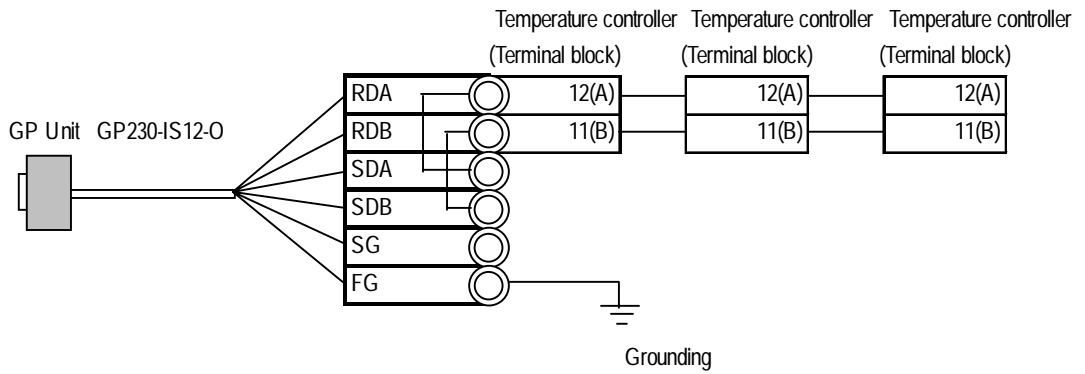 Temperature controller Temperature controller Temperature controller
(Terminal block) (Terminal block) (Terminal block)
RDA 12(A) 12(A) 12(A)
GP Unit GP230-IS12-O RDB 11(B) 11(B) 11(B)
SDA
SDB
SG
FG
Grounding